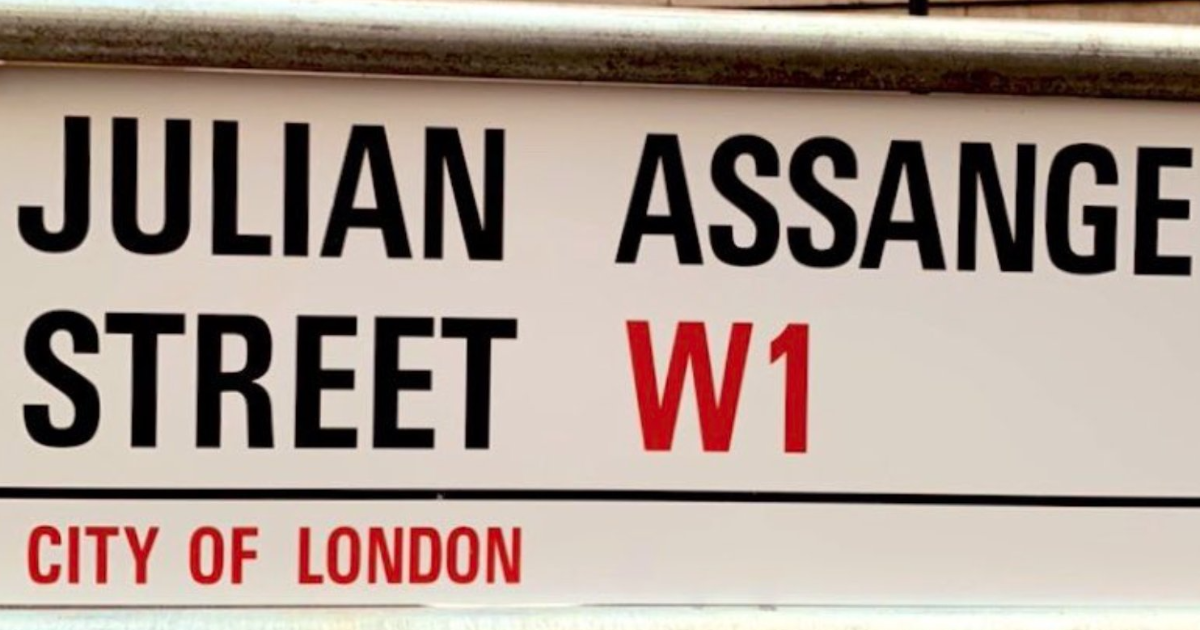 JULIAN ASSANGE
STREET W1
CITY OF LONDON